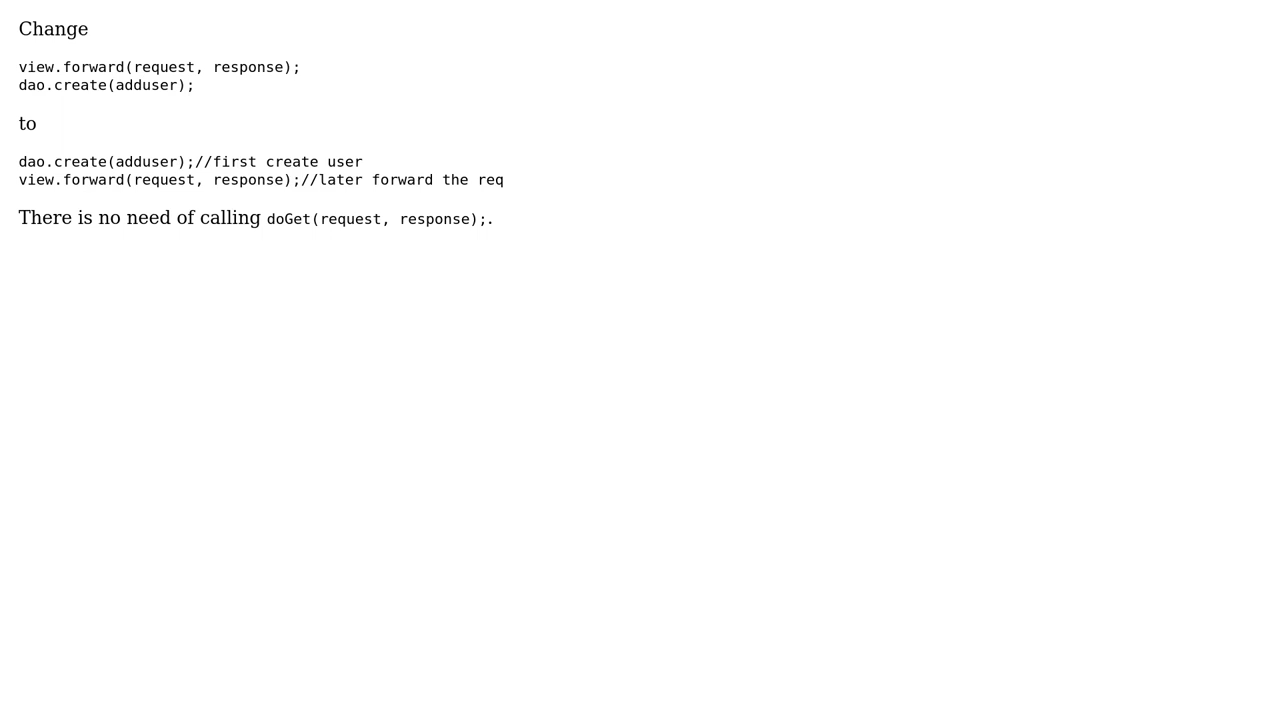 Change
view.forward(request, response);
dao.create(adduser);
to
dao.create(adduser);//first create user
view.forward(request, response);//later forward the req
There is no need of calling doGet(request, response);.